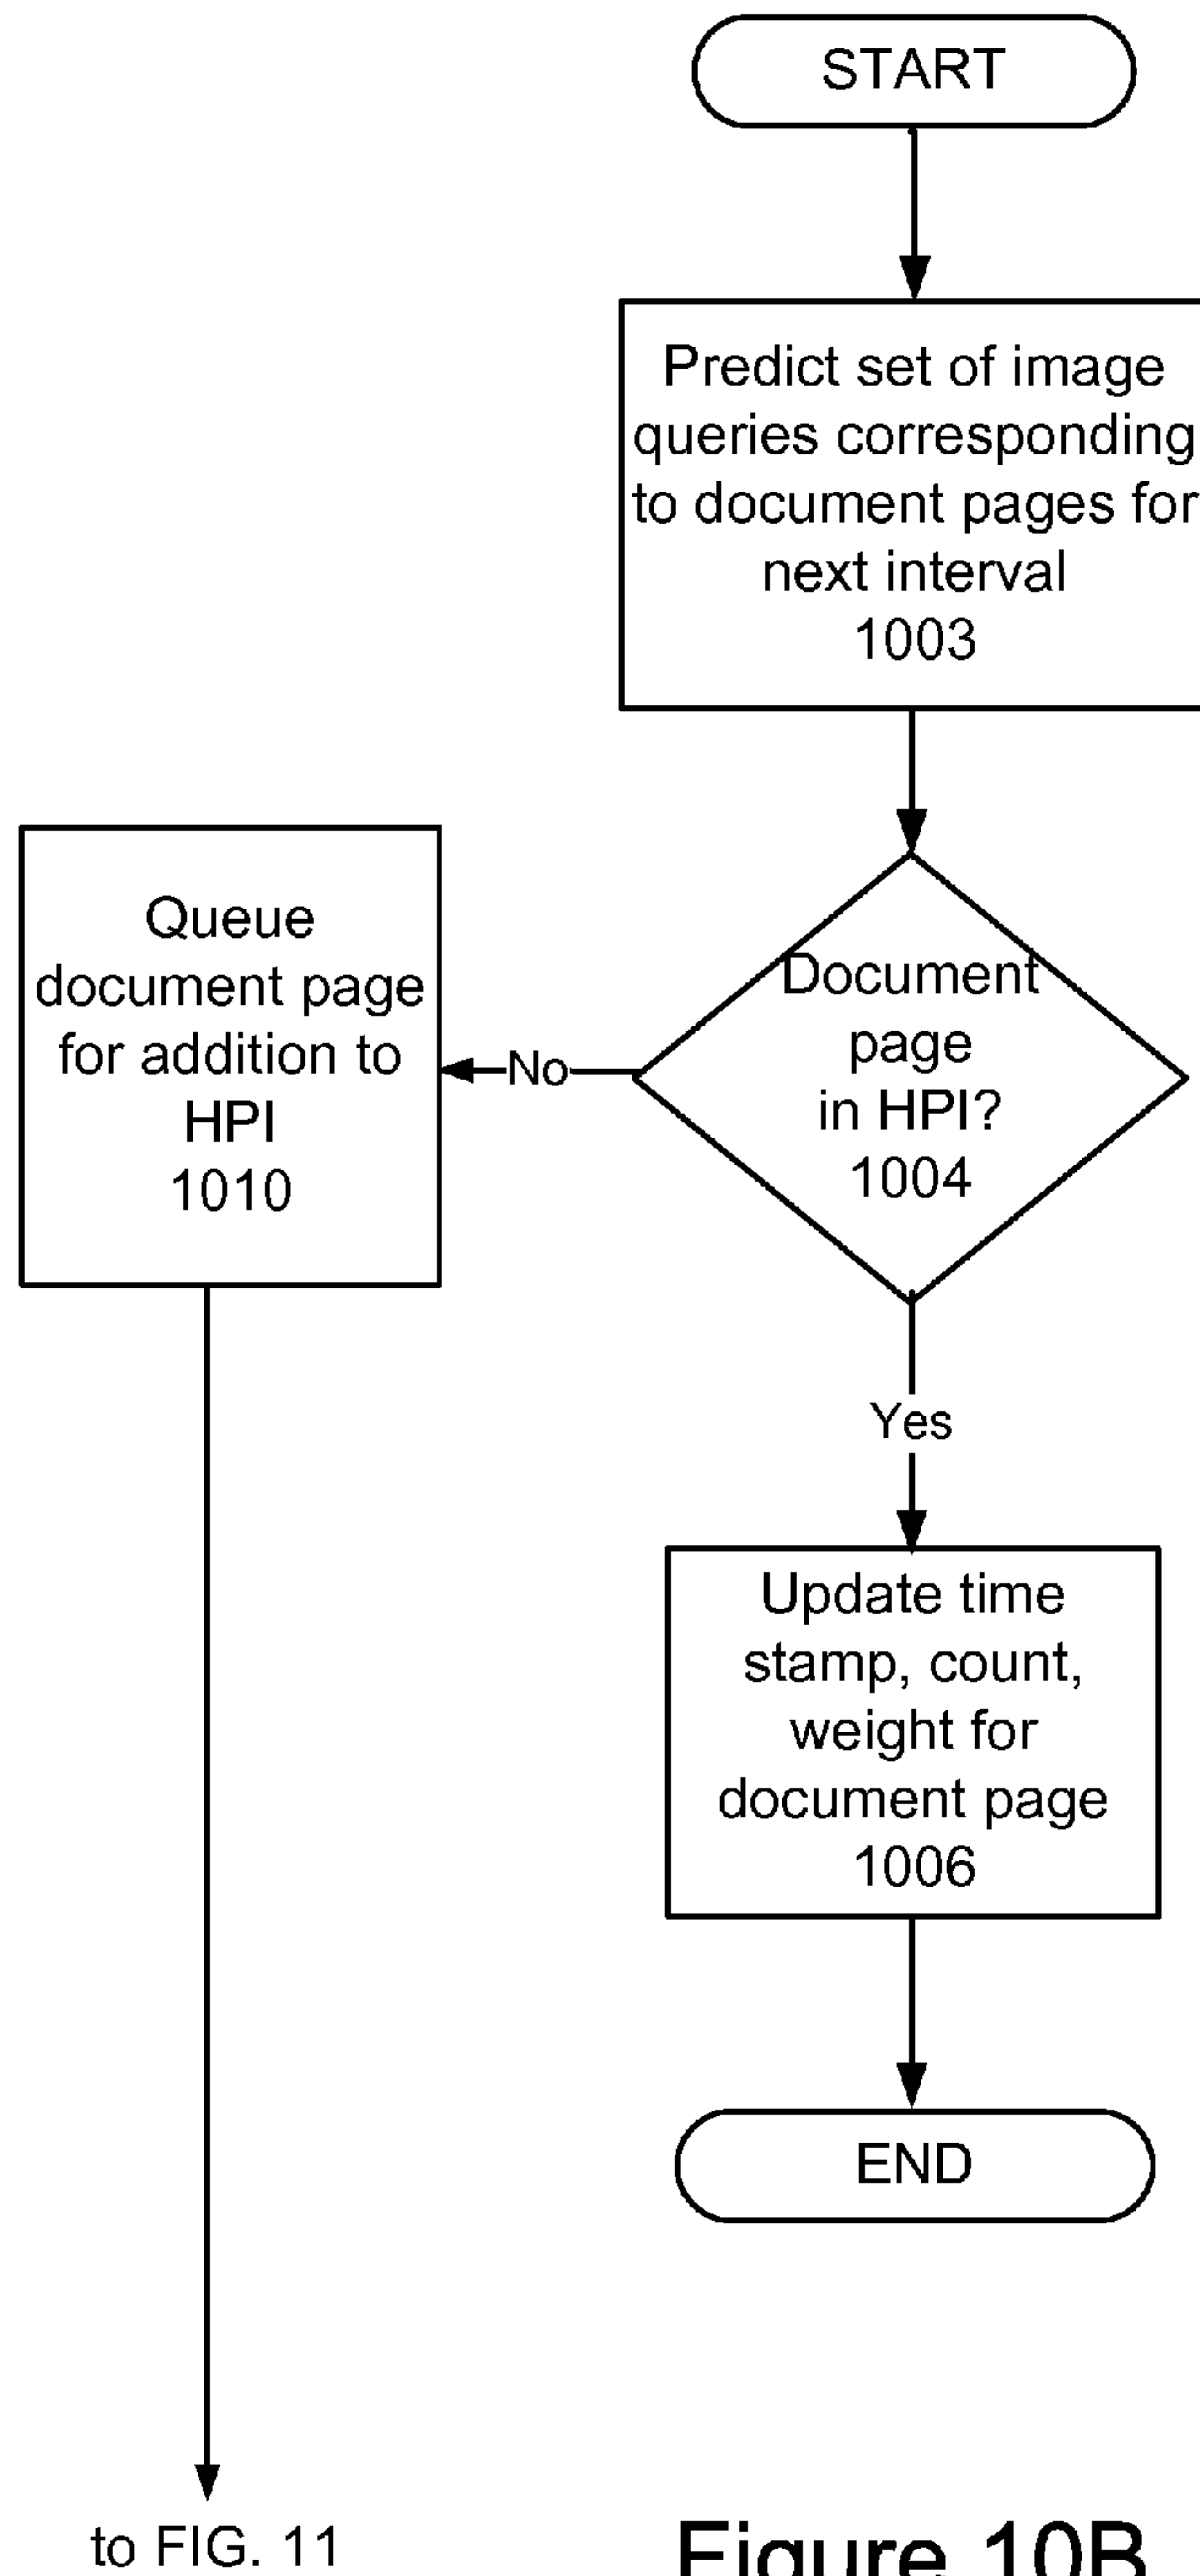 START
Predict set of image
queries corresponding
to document pages for
next interval
1003
Document
page
in HPI?
1004
No
Queue
document page
for addition to
HPI
1010
Yes
Update time
stamp, count,
weight for
document page
1006
END
to FIG. 11
Figure 10B